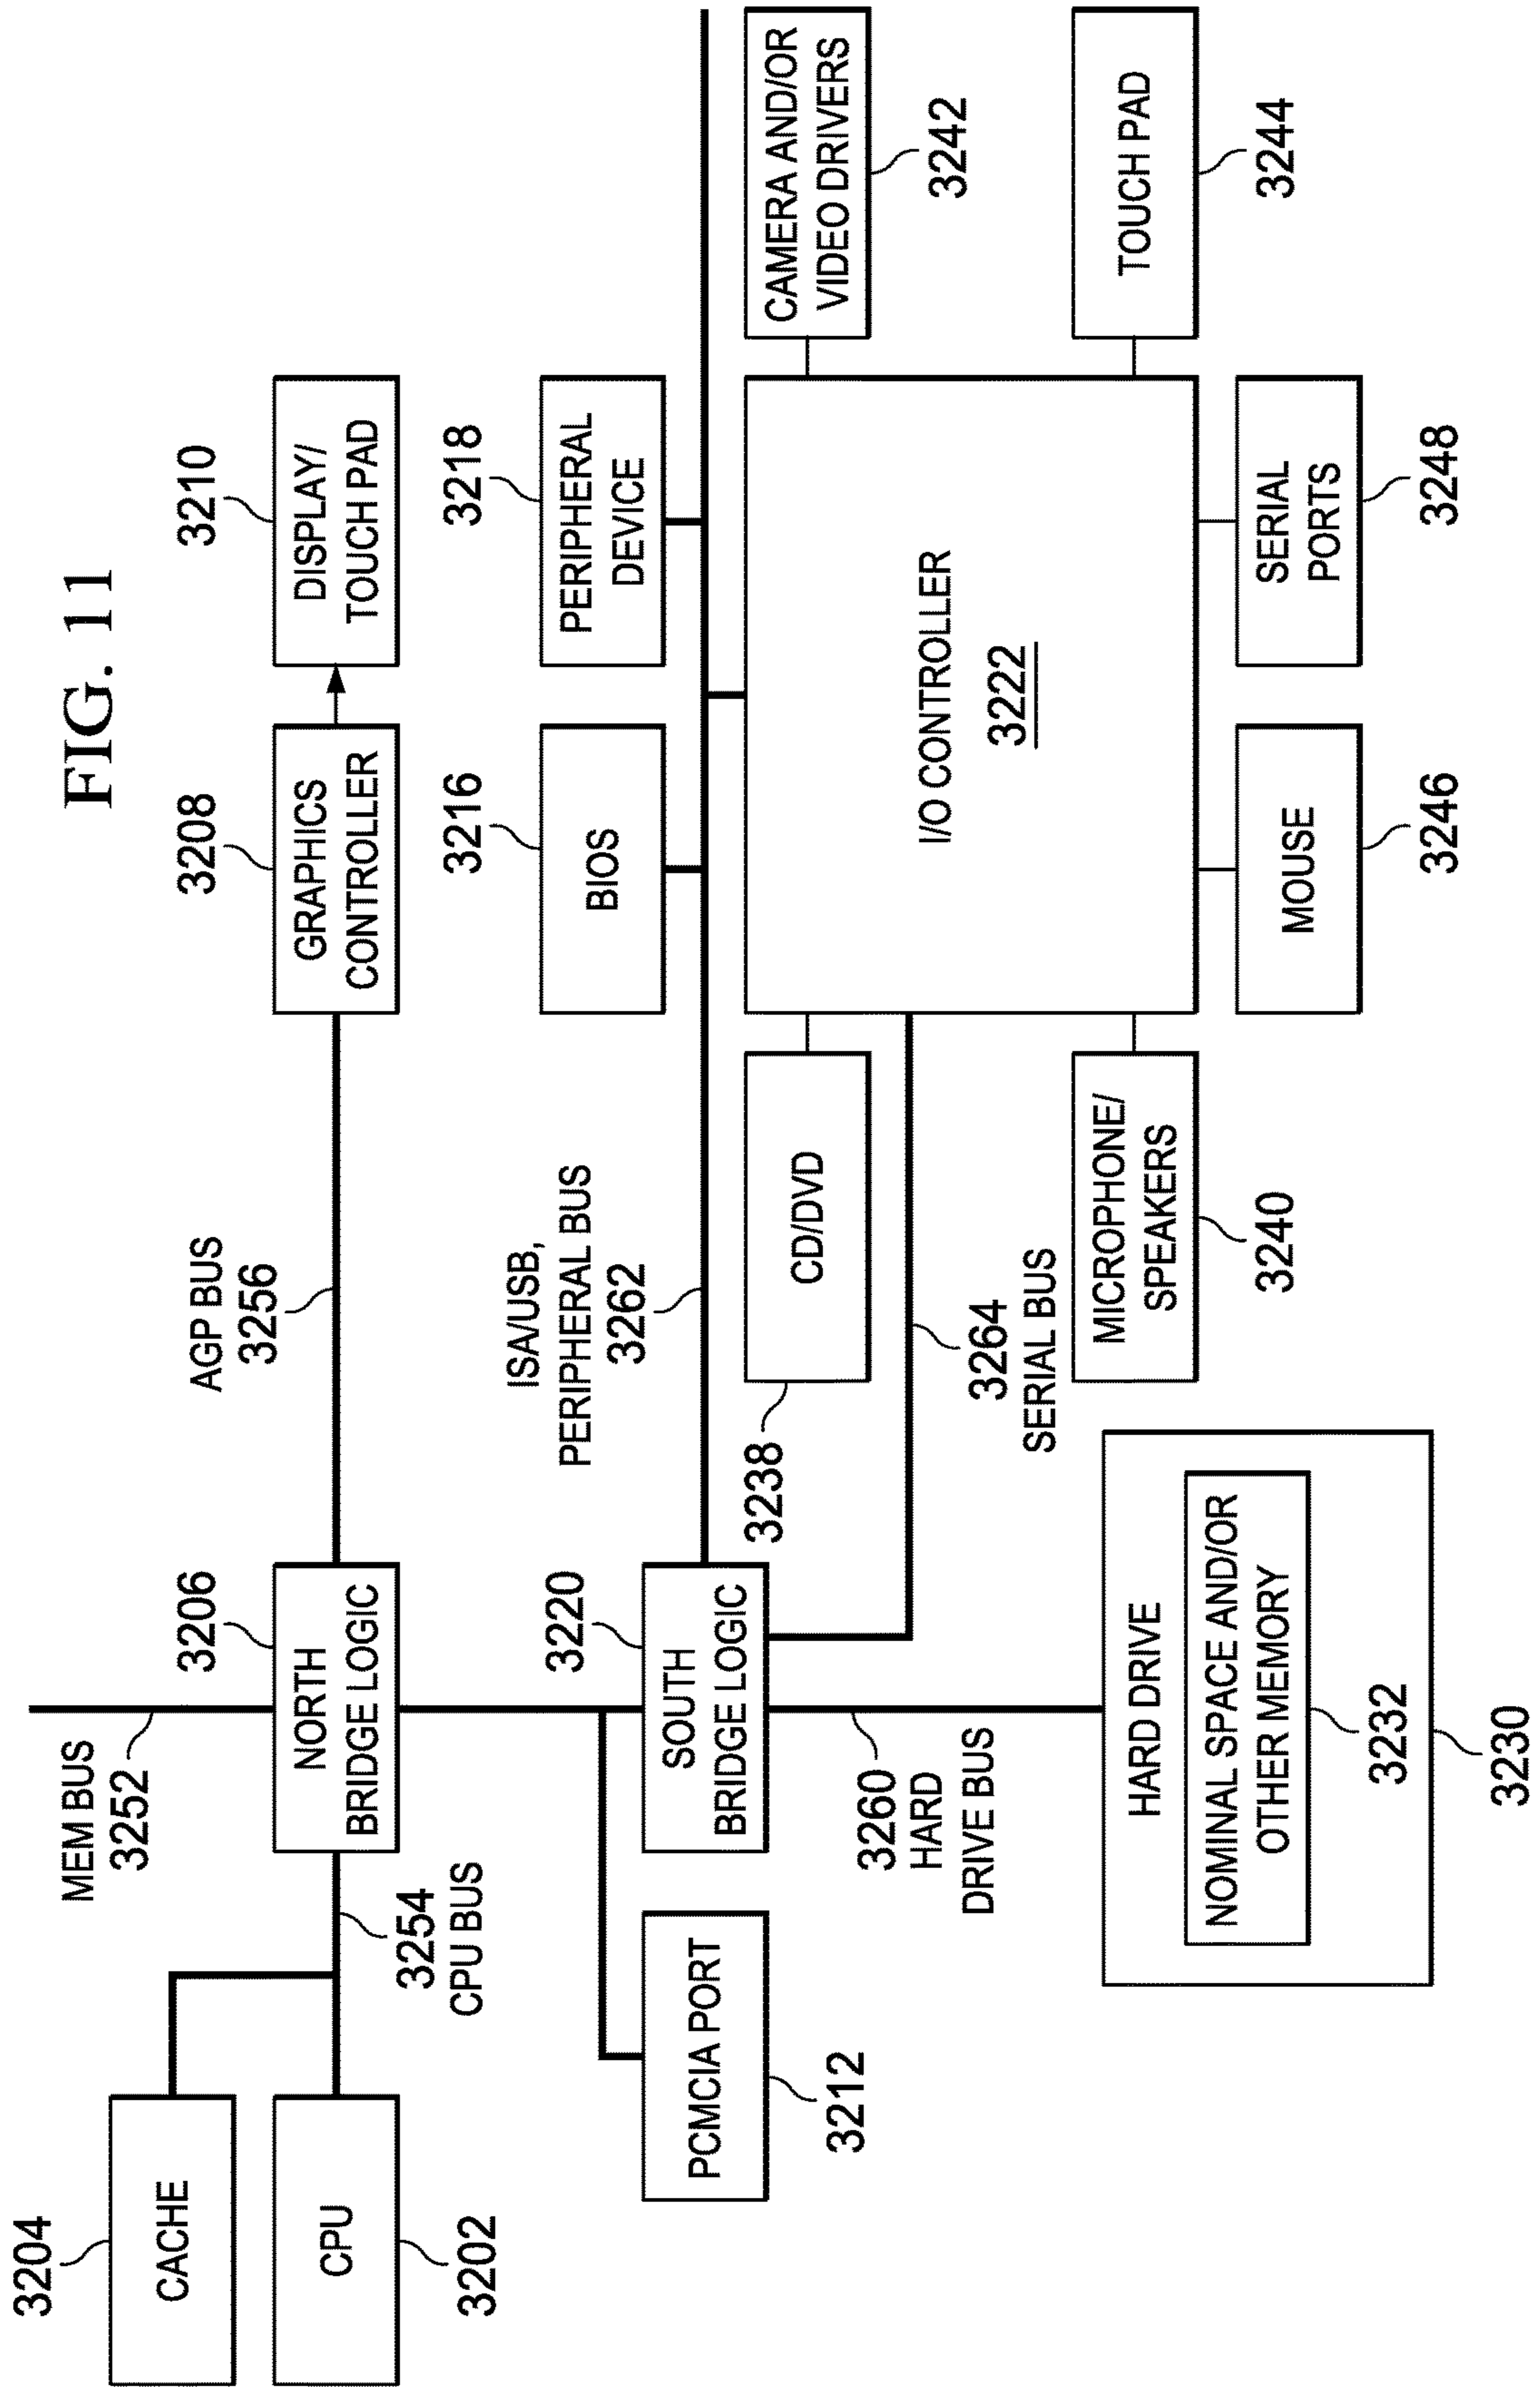 FIG. 11
3204
CACHE
CPU
3202
MEM BUS
3252
3254
CPU BUS
3206
NORTH
BRIDGE LOGIC
AGP BUS
3256
3208
GRAPHICS
CONTROLLER
3210
DISPLAY/
TOUCH PAD
PCMCIA PORT
3212
3220
SOUTH
BRIDGE LOGIC
ISA/USB,
PERIPHERAL BUS
3262
3216
BIOS
3218
PERIPHERAL
DEVICE
3260
HARD
DRIVE BUS
3238
CD/DVD
3264
SERIAL BUS
I/O CONTROLLER
3222
CAMERA AND/OR
VIDEO DRIVERS
3242
HARD DRIVE
NOMINAL SPACE AND/OR
OTHER MEMORY
3232
3230
MICROPHONE/
SPEAKERS
3240
TOUCH PAD
3244
MOUSE
3246
SERIAL
PORTS
3248